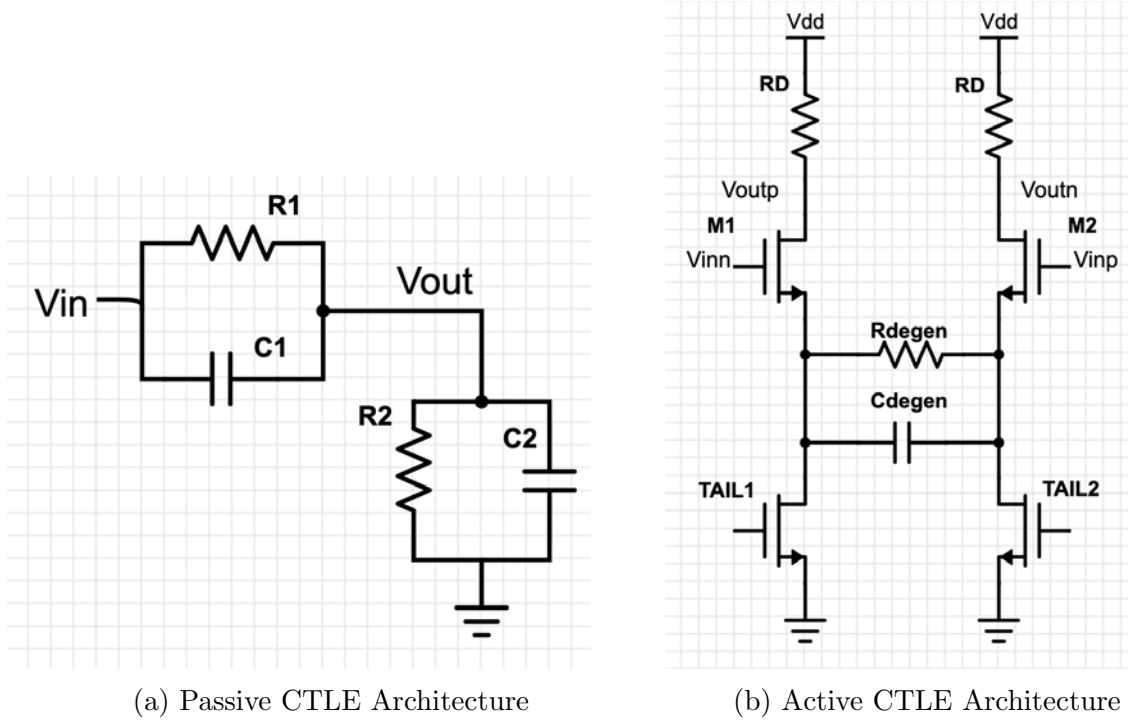 R1
Vin
Vout
C1
R2
C2
(a) Passive CTLE Architecture
Vdd
Vdd
RD
RD
Voutp
Voutn
M1
M2
Vinn
Vinp
Rdegen
Cdegen
TAIL1
TAIL2
(b) Active CTLE Architecture